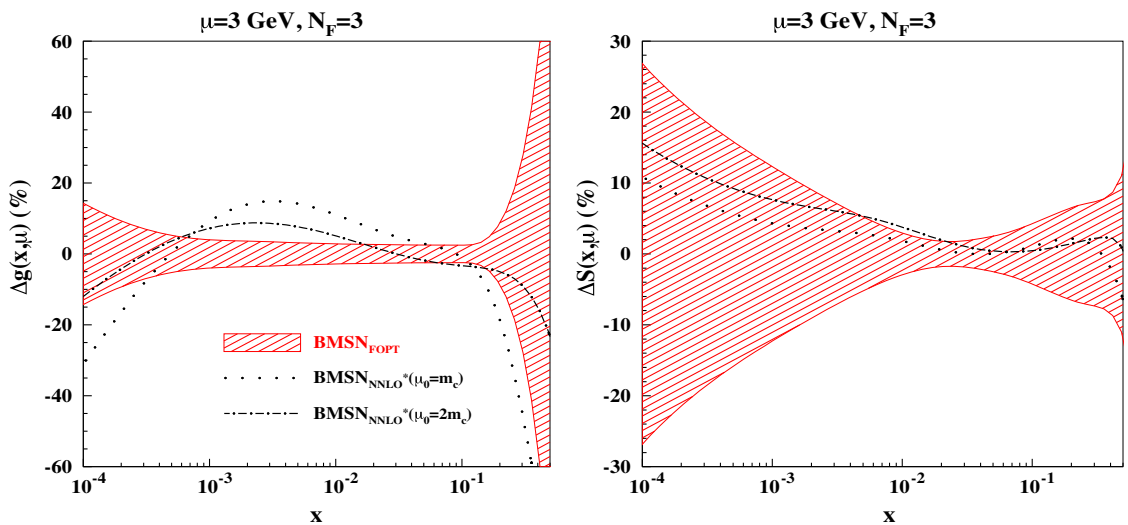 μ=3 GeV, N_F=3
Δg(x,μ) (%)
60
40
20
0
-20
-40
-60
BMSN_FOPT
BMSN_NNLO*(μ_0=m_c)
BMSN_NNLO*(μ_0=2m_c)
10^-4
10^-3
10^-2
10^-1
x
μ=3 GeV, N_F=3
ΔS(x,μ) (%)
30
20
10
0
-10
-20
-30
10^-4
10^-3
10^-2
10^-1
x